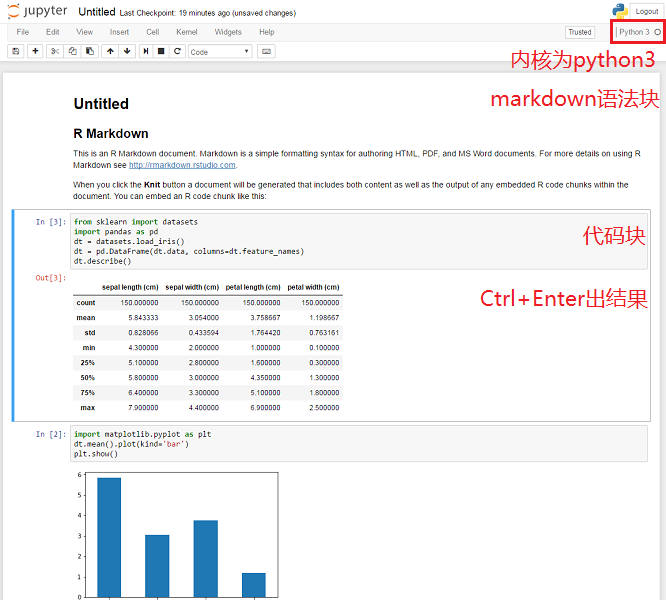 jupyter Untitled Last Checkpoint: 19 minutes ago (unsaved changes) Logout
File Edit View Insert Cell Kernel Widgets Help Trusted Python 3
Code
内核为python3
markdown语法块
Untitled
R Markdown
This is an R Markdown document. Markdown is a simple formatting syntax for authoring HTML, PDF, and MS Word documents. For more details on using R
Markdown see http://rmarkdown.rstudio.com.
When you click the Knit button a document will be generated that includes both content as well as the output of any embedded R code chunks within the
document. You can embed an R code chunk like this:
In [3]: from sklearn import datasets
import pandas as pd
dt = datasets.load_iris()
dt = pd.DataFrame(dt.data, columns=dt.feature_names)
dt.describe()
代码块
Out[3]:
Ctrl+Enter出结果
sepal length (cm) sepal width (cm) petal length (cm) petal width (cm)
count 150.000000 150.000000 150.000000 150.000000
mean 5.843333 3.054000 3.758667 1.198667
std 0.828066 0.433594 1.764420 0.763161
min 4.300000 2.000000 1.000000 0.100000
25% 5.100000 2.800000 1.600000 0.300000
50% 5.800000 3.000000 4.350000 1.300000
75% 6.400000 3.300000 5.100000 1.800000
max 7.900000 4.400000 6.900000 2.500000
In [2]: import matplotlib.pyplot as plt
dt.mean().plot(kind='bar')
plt.show()
6
5
4
3
2
1
0